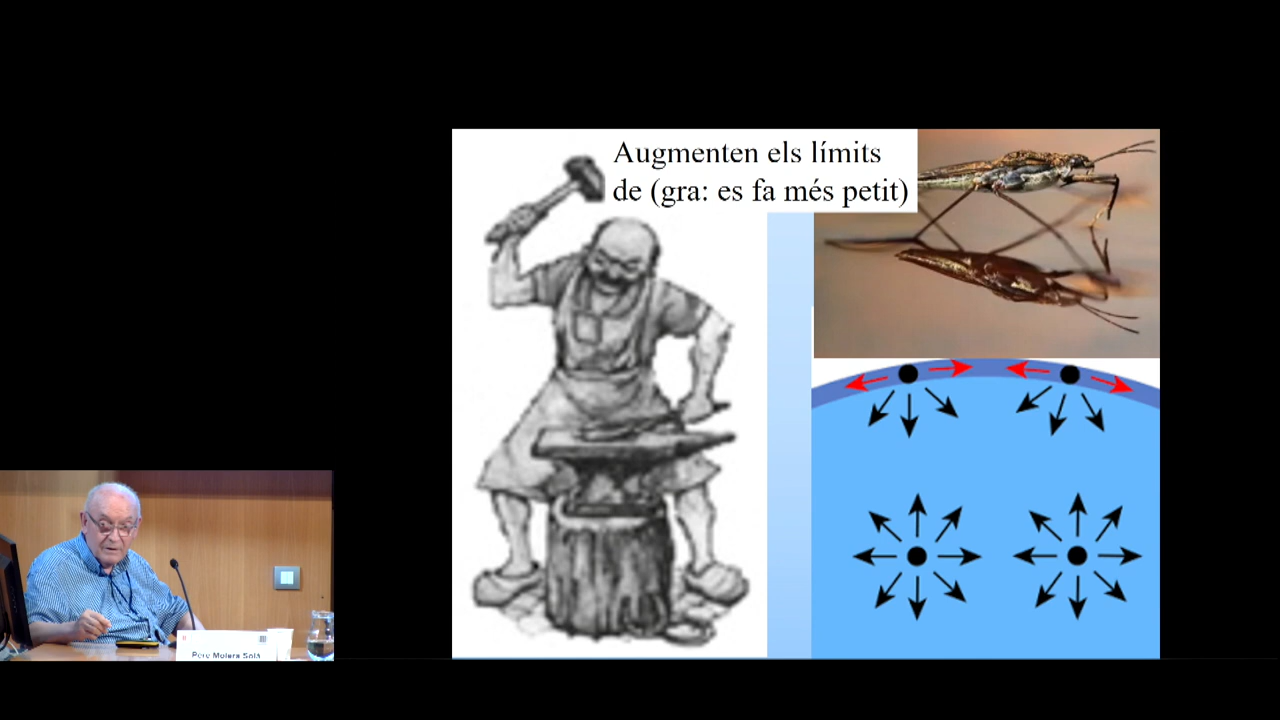 Augmenten els límits
de (gra: es fa més petit)
Pere Molera Solà